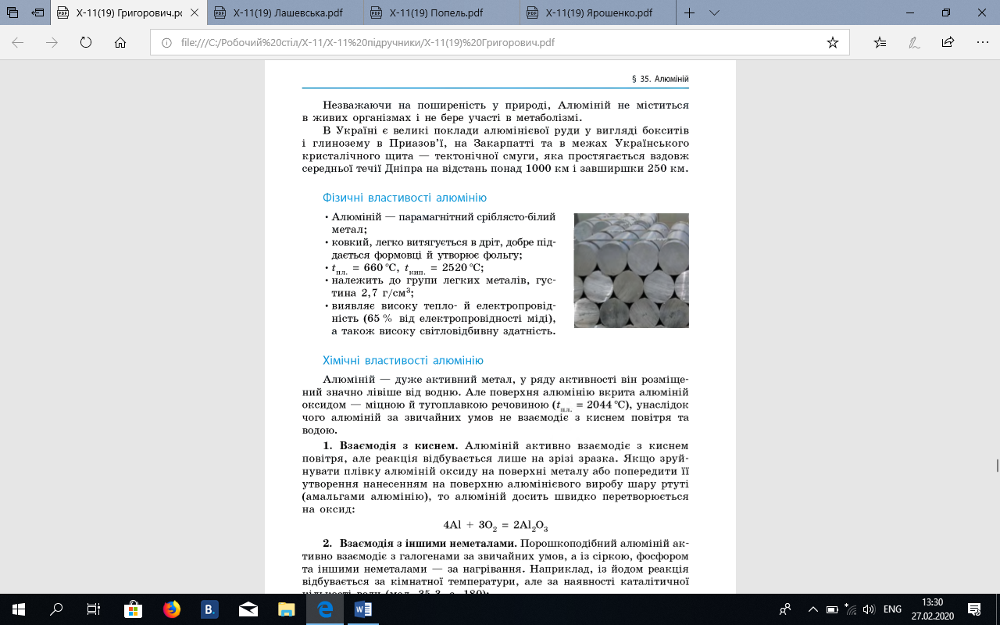 X-11(19) Григорович.pc
X-11(19) Лашевська.pdf
X-11(19) Попель.pdf
X-11(19) Ярошенко.pdf
file:///C:/Робочий%20стіл/X-11/X-11%20підручники/X-11(19)%20Григорович.pdf
§ 35. Алюміній
Незважаючи на поширеність у природі, Алюміній не міститься
в живих організмах і не бере участі в метаболізмі.
В Україні є великі поклади алюмінієвої руди у вигляді бокситів
і глинозему в Приазов’ї, на Закарпатті та в межах Українського
кристалічного щита — тектонічної смуги, яка простягається вздовж
середньої течії Дніпра на відстань понад 1000 км і завширшки 250 км.
Фізичні властивості алюмінію
• Алюміній — парамагнітний сріблясто-білий
метал;
• ковкий, легко витягується в дріт, добре під-
дається формовці й утворює фольгу;
• tпл. = 660 °C, tкип. = 2520 °C;
• належить до групи легких металів, гус-
тина 2,7 г/см³;
• виявляє високу тепло- й електропровід-
ність (65 % від електропровідності міді),
а також високу світловідбивну здатність.
Хімічні властивості алюмінію
Алюміній — дуже активний метал, у ряду активності він розміще-
ний значно лівіше від водню. Але поверхня алюмінію вкрита алюміній
оксидом — міцною й тугоплавкою речовиною (tпл. = 2044 °C), унаслідок
чого алюміній за звичайних умов не взаємодіє з киснем повітря та
водою.
1. Взаємодія з киснем. Алюміній активно взаємодіє з киснем
повітря, але реакція відбувається лише на зрізі зразка. Якщо зруй-
нувати плівку алюміній оксиду на поверхні металу або попередити її
утворення нанесенням на поверхню алюмінієвого виробу шару ртуті
(амальгами алюмінію), то алюміній досить швидко перетворюється
на оксид:
4Al + 3O₂ = 2Al₂O₃
2. Взаємодія з іншими неметалами. Порошкоподібний алюміній ак-
тивно взаємодіє з галогенами за звичайних умов, а із сіркою, фосфором
та іншими неметалами — за нагрівання. Наприклад, із йодом реакція
відбувається за кімнатної температури, але за наявності каталітичної
B.
ENG
13:30
27.02.2020